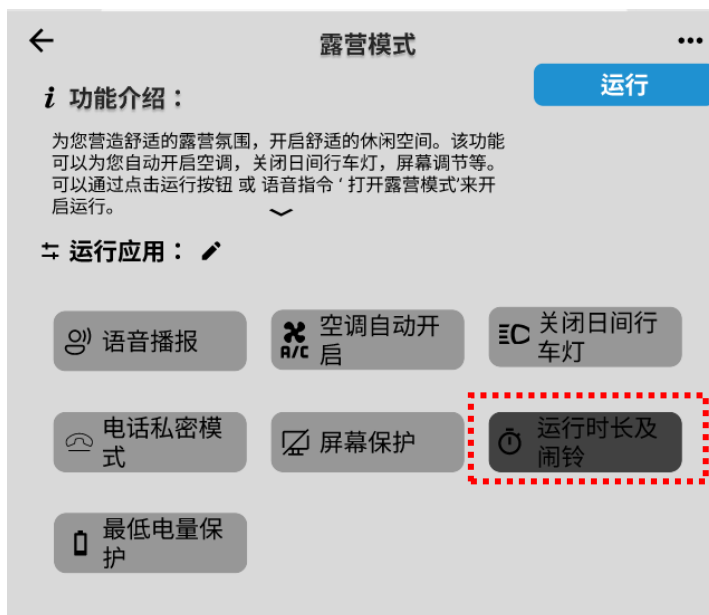 露营模式
运行
i 功能介绍：
为您营造舒适的露营氛围，开启舒适的休闲空间。该功能
可以为您自动开启空调，关闭日间行车灯，屏幕调节等。
可以通过点击运行按钮 或 语音指令 ‘ 打开露营模式’来开
启运行。
运行应用：
语音播报
A/C
空调自动开
启
关闭日间行
车灯
电话私密模
式
屏幕保护
运行时长及
闹铃
最低电量保
护